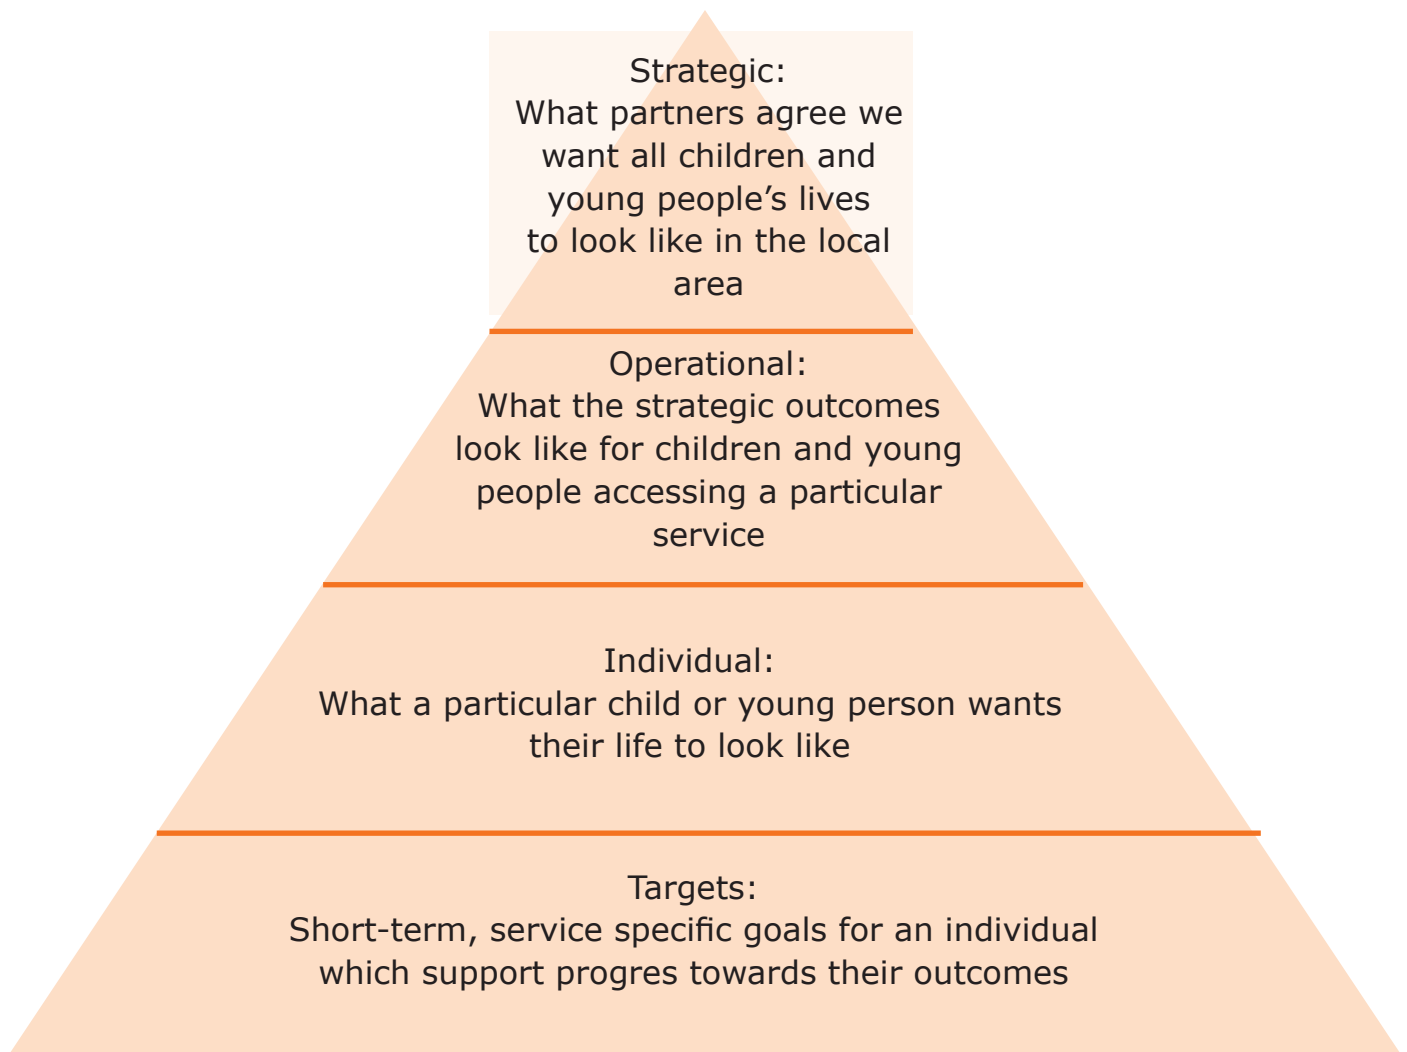 Strategic:
What partners agree we
want all children and
young people’s lives
to look like in the local
area
Operational:
What the strategic outcomes
look like for children and young
people accessing a particular
service
Individual:
What a particular child or young person wants
their life to look like
Targets:
Short-term, service specific goals for an individual
which support progres towards their outcomes